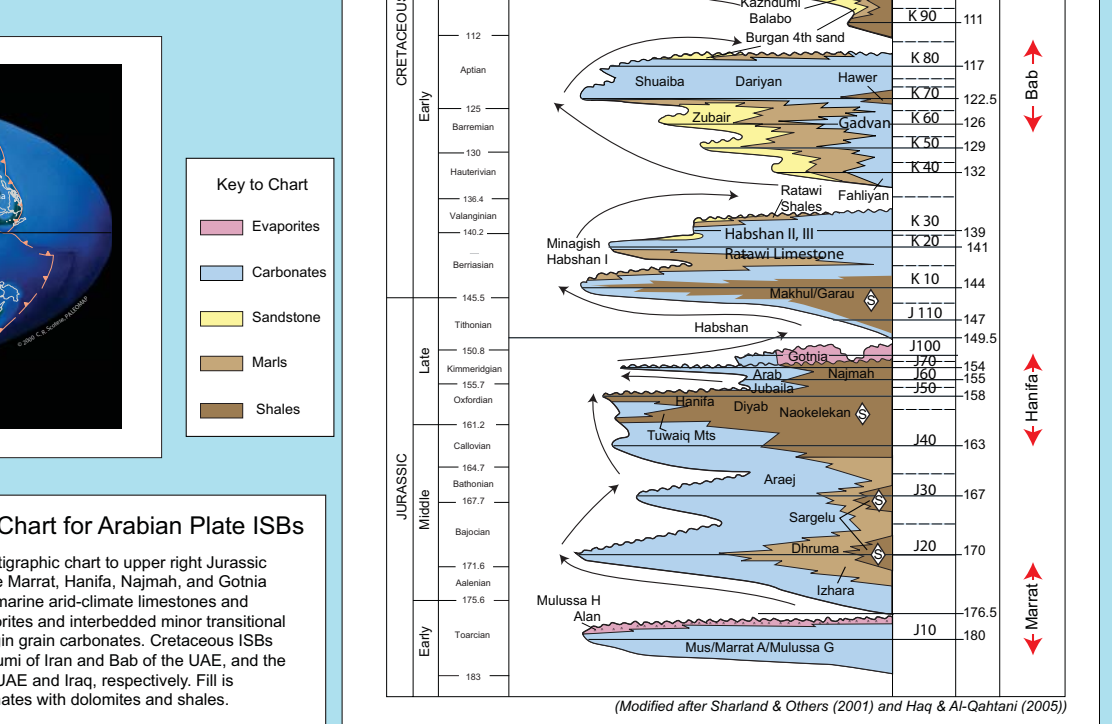 © 2000 C. R. Scotese, PALEOMAP
Key to Chart
Evaporites
Carbonates
Sandstone
Marls
Shales
Chart for Arabian Plate ISBs
tigraphic chart to upper right Jurassic
e Marrat, Hanifa, Najmah, and Gotnia
marine arid-climate limestones and
orites and interbedded minor transitional
in grain carbonates. Cretaceous ISBs
umi of Iran and Bab of the UAE, and the
UAE and Iraq, respectively. Fill is
nates with dolomites and shales.
CRETACEOUS
Early
JURASSIC
Late
Middle
Early
112
Aptian
125
Barremian
130
Hauterivian
136.4
Valanginian
140.2
Berriasian
145.5
Tithonian
150.8
Kimmeridgian
155.7
Oxfordian
161.2
Callovian
164.7
Bathonian
167.7
Bajocian
171.6
Aalenian
175.6
Toarcian
183
Kazhdumi
Balabo
Burgan 4th sand
Shuaiba
Dariyan
Hawer
Zubair
Gadvan
Ratawi
Shales
Fahliyan
Habshan II, III
Minagish
Habshan I
Ratawi Limestone
Makhul/Garau
S
Habshan
Gotnia
Arab
Najmah
Jubaila
Hanifa
Diyab
Naokelekan
S
Tuwaiq Mts
Araej
S
Sargelu
Dhruma
S
Izhara
Mulussa H
Alan
Mus/Marrat A/Mulussa G
K 90
K 80
K 70
K 60
K 50
K 40
K 30
K 20
K 10
J 110
J100
J70
J60
J50
J40
J30
J20
J10
111
117
122.5
126
129
132
139
141
144
147
149.5
154
155
158
163
167
170
176.5
180
Bab
Hanifa
Marrat
(Modified after Sharland & Others (2001) and Haq & Al-Qahtani (2005))